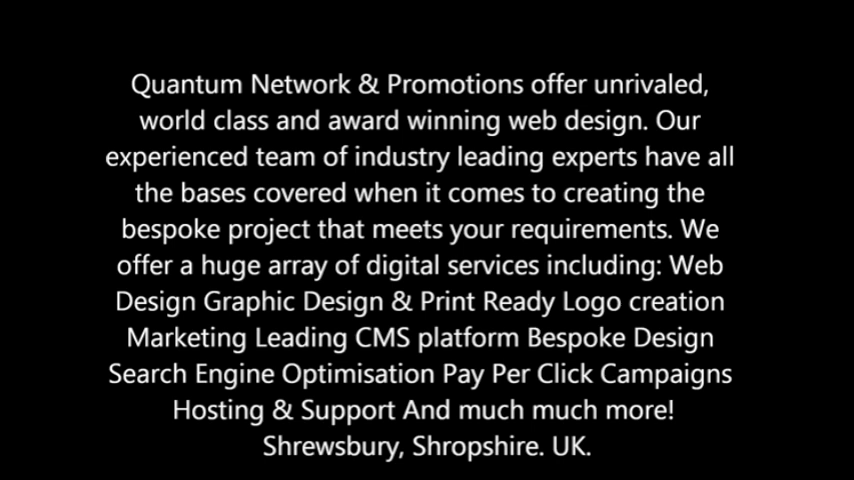 Quantum Network & Promotions offer unrivaled,
world class and award winning web design. Our
experienced team of industry leading experts have all
the bases covered when it comes to creating the
bespoke project that meets your requirements. We
offer a huge array of digital services including: Web
Design Graphic Design & Print Ready Logo creation
Marketing Leading CMS platform Bespoke Design
Search Engine Optimisation Pay Per Click Campaigns
Hosting & Support And much much more!
Shrewsbury, Shropshire. UK.